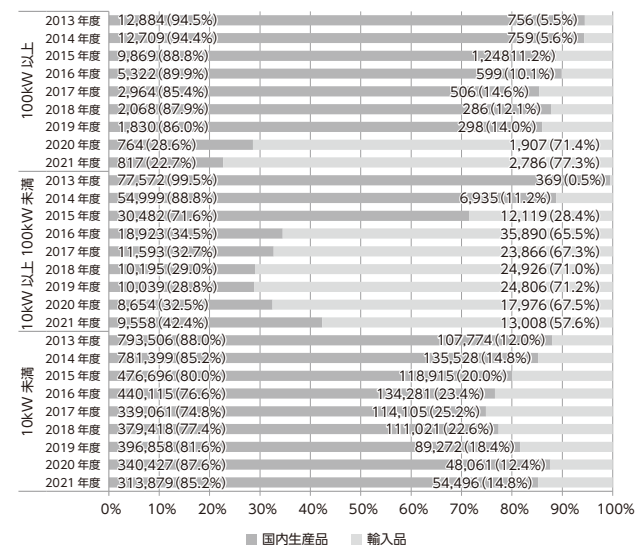 100kW 以上
2013 年度 12,884(94.5%) 756(5.5%)
2014 年度 12,709(94.4%) 759(5.6%)
2015 年度 9,869(88.8%) 1,24811.2%)
2016 年度 5,322(89.9%) 599(10.1%)
2017 年度 2,964(85.4%) 506(14.6%)
2018 年度 2,068(87.9%) 286(12.1%)
2019 年度 1,830(86.0%) 298(14.0%)
2020 年度 764(28.6%) 1,907(71.4%)
2021 年度 817(22.7%) 2,786(77.3%)
10kW 以上 100kW 未満
2013 年度 77,572(99.5%) 369(0.5%)
2014 年度 54,999(88.8%) 6,935(11.2%)
2015 年度 30,482(71.6%) 12,119(28.4%)
2016 年度 18,923(34.5%) 35,890(65.5%)
2017 年度 11,593(32.7%) 23,866(67.3%)
2018 年度 10,195(29.0%) 24,926(71.0%)
2019 年度 10,039(28.8%) 24,806(71.2%)
2020 年度 8,654(32.5%) 17,976(67.5%)
2021 年度 9,558(42.4%) 13,008(57.6%)
10kW 未満
2013 年度 793,506(88.0%) 107,774(12.0%)
2014 年度 781,399(85.2%) 135,528(14.8%)
2015 年度 476,696(80.0%) 118,915(20.0%)
2016 年度 440,115(76.6%) 134,281(23.4%)
2017 年度 339,061(74.8%) 114,105(25.2%)
2018 年度 379,418(77.4%) 111,021(22.6%)
2019 年度 396,858(81.6%) 89,272(18.4%)
2020 年度 340,427(87.6%) 48,061(12.4%)
2021 年度 313,879(85.2%) 54,496(14.8%)
0% 10% 20% 30% 40% 50% 60% 70% 80% 90% 100%
国内生産品 輸入品